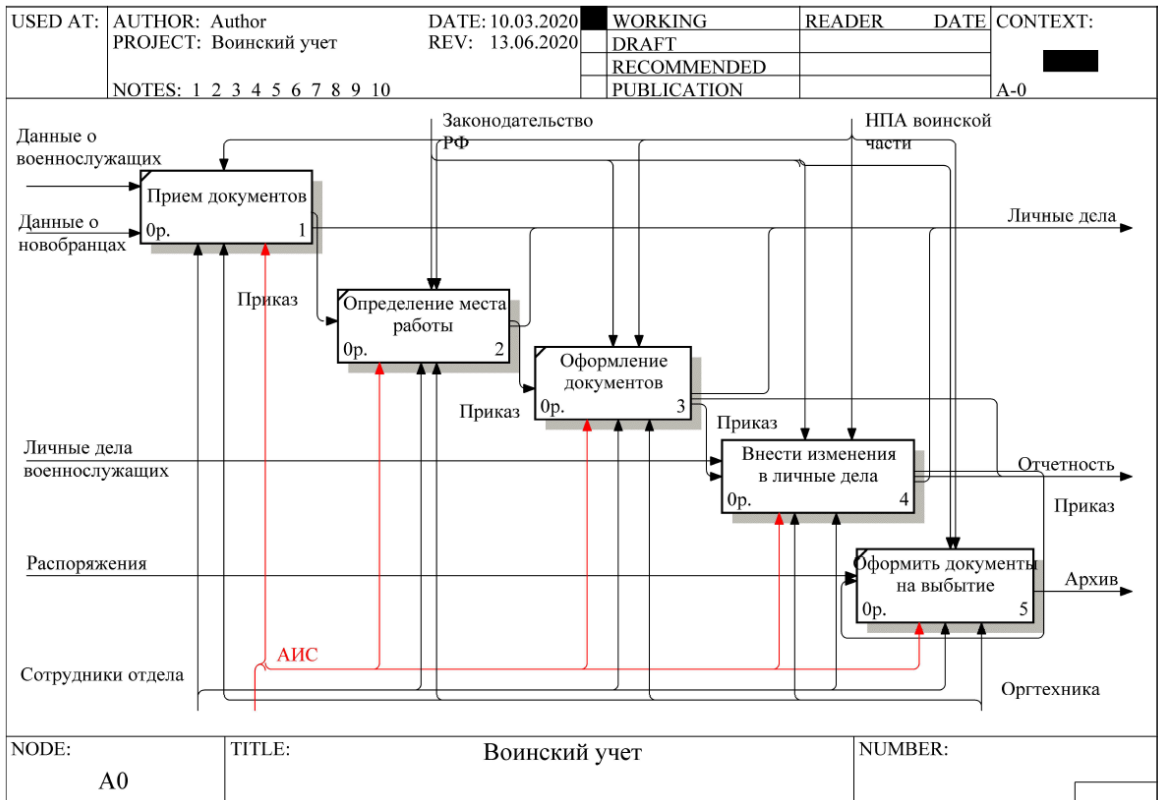 USED AT:
AUTHOR: Author
DATE: 10.03.2020
WORKING
READER DATE
CONTEXT:
PROJECT: Воинский учет
REV: 13.06.2020
DRAFT
RECOMMENDED
NOTES: 1 2 3 4 5 6 7 8 9 10
PUBLICATION
A-0
Данные о
военнослужащих
Законодательство
РФ
НПА воинской
части
Прием документов
0р. 1
Данные о
новобранцах
Личные дела
Приказ
Определение места
работы
0р. 2
Оформление
документов
0р. 3
Приказ
Приказ
Личные дела
военнослужащих
Внести изменения
в личные дела
0р. 4
Отчетность
Приказ
Распоряжения
Оформить документы
на выбытие
0р. 5
Архив
АИС
Сотрудники отдела
Оргтехника
NODE:
A0
TITLE:
Воинский учет
NUMBER: